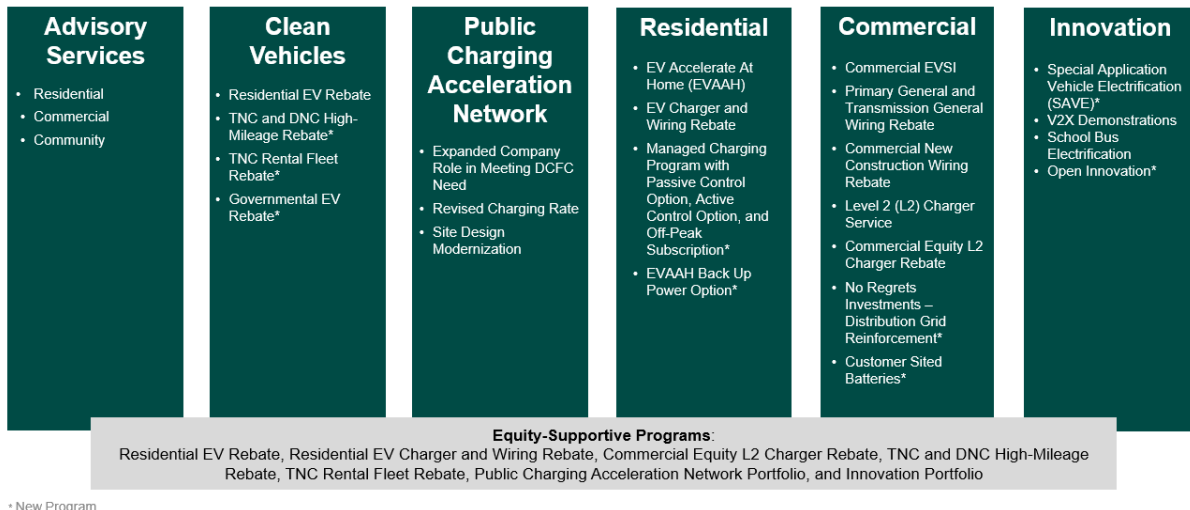 Advisory
Services
• Residential
• Commercial
• Community
Clean
Vehicles
• Residential EV Rebate
• TNC and DNC High-
Mileage Rebate*
• TNC Rental Fleet
Rebate*
• Governmental EV
Rebate*
Public
Charging
Acceleration
Network
• Expanded Company
Role in Meeting DCFC
Need
• Revised Charging Rate
• Site Design
Modernization
Residential
• EV Accelerate At
Home (EVAAH)
• EV Charger and
Wiring Rebate
• Managed Charging
Program with
Passive Control
Option, Active
Control Option, and
Off-Peak
Subscription*
• EVAAH Back Up
Power Option*
Commercial
• Commercial EVSI
• Primary General and
Transmission General
Wiring Rebate
• Commercial New
Construction Wiring
Rebate
• Level 2 (L2) Charger
Service
• Commercial Equity L2
Charger Rebate
• No Regrets
Investments –
Distribution Grid
Reinforcement*
• Customer Sited
Batteries*
Innovation
• Special Application
Vehicle Electrification
(SAVE)*
• V2X Demonstrations
• School Bus
Electrification
• Open Innovation*
Equity-Supportive Programs:
Residential EV Rebate, Residential EV Charger and Wiring Rebate, Commercial Equity L2 Charger Rebate, TNC and DNC High-Mileage
Rebate, TNC Rental Fleet Rebate, Public Charging Acceleration Network Portfolio, and Innovation Portfolio
* New Program